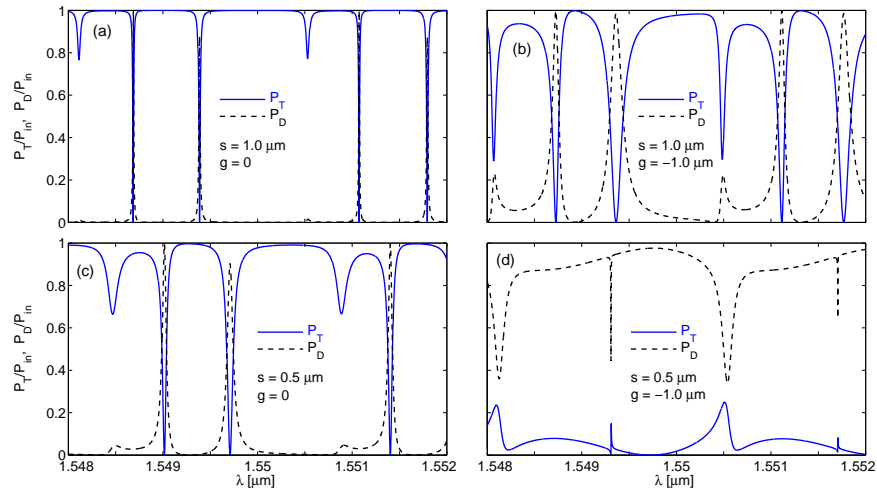 (a)
P_T
P_D
s = 1.0 μm
g = 0
P_T/P_in, P_D/P_in
0
0.2
0.4
0.6
0.8
1
(b)
P_T
P_D
s = 1.0 μm
g = −1.0 μm
(c)
P_T
P_D
s = 0.5 μm
g = 0
P_T/P_in, P_D/P_in
0
0.2
0.4
0.6
0.8
1
1.548 1.549 1.55 1.551 1.552
λ [μm]
(d)
P_T
P_D
s = 0.5 μm
g = −1.0 μm
1.548 1.549 1.55 1.551 1.552
λ [μm]